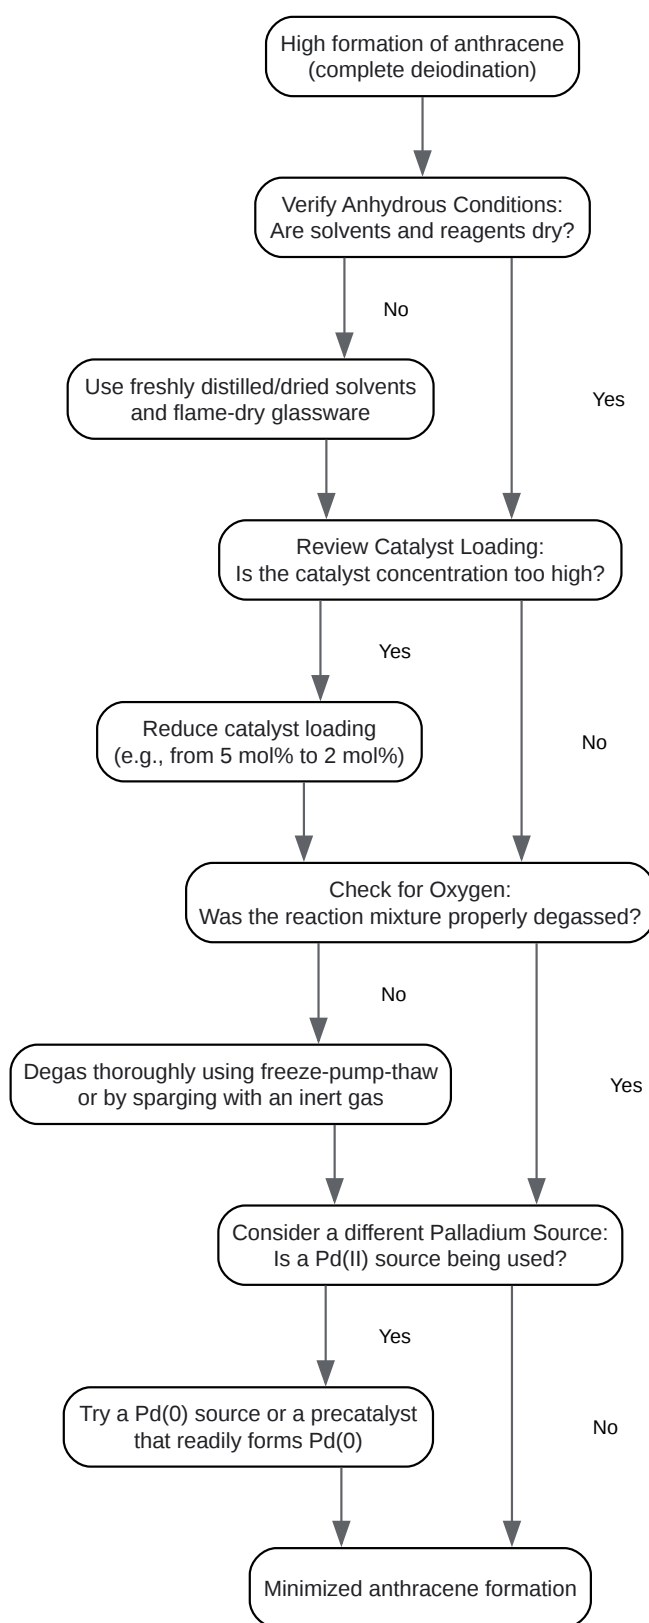 High formation of anthracene
(complete deiodination)
Verify Anhydrous Conditions:
Are solvents and reagents dry?
No
Yes
Use freshly distilled/dried solvents
and flame-dry glassware
Review Catalyst Loading:
Is the catalyst concentration too high?
Yes
No
Reduce catalyst loading
(e.g., from 5 mol% to 2 mol%)
Check for Oxygen:
Was the reaction mixture properly degassed?
No
Yes
Degas thoroughly using freeze-pump-thaw
or by sparging with an inert gas
Consider a different Palladium Source:
Is a Pd(II) source being used?
Yes
No
Try a Pd(0) source or a precatalyst
that readily forms Pd(0)
Minimized anthracene formation